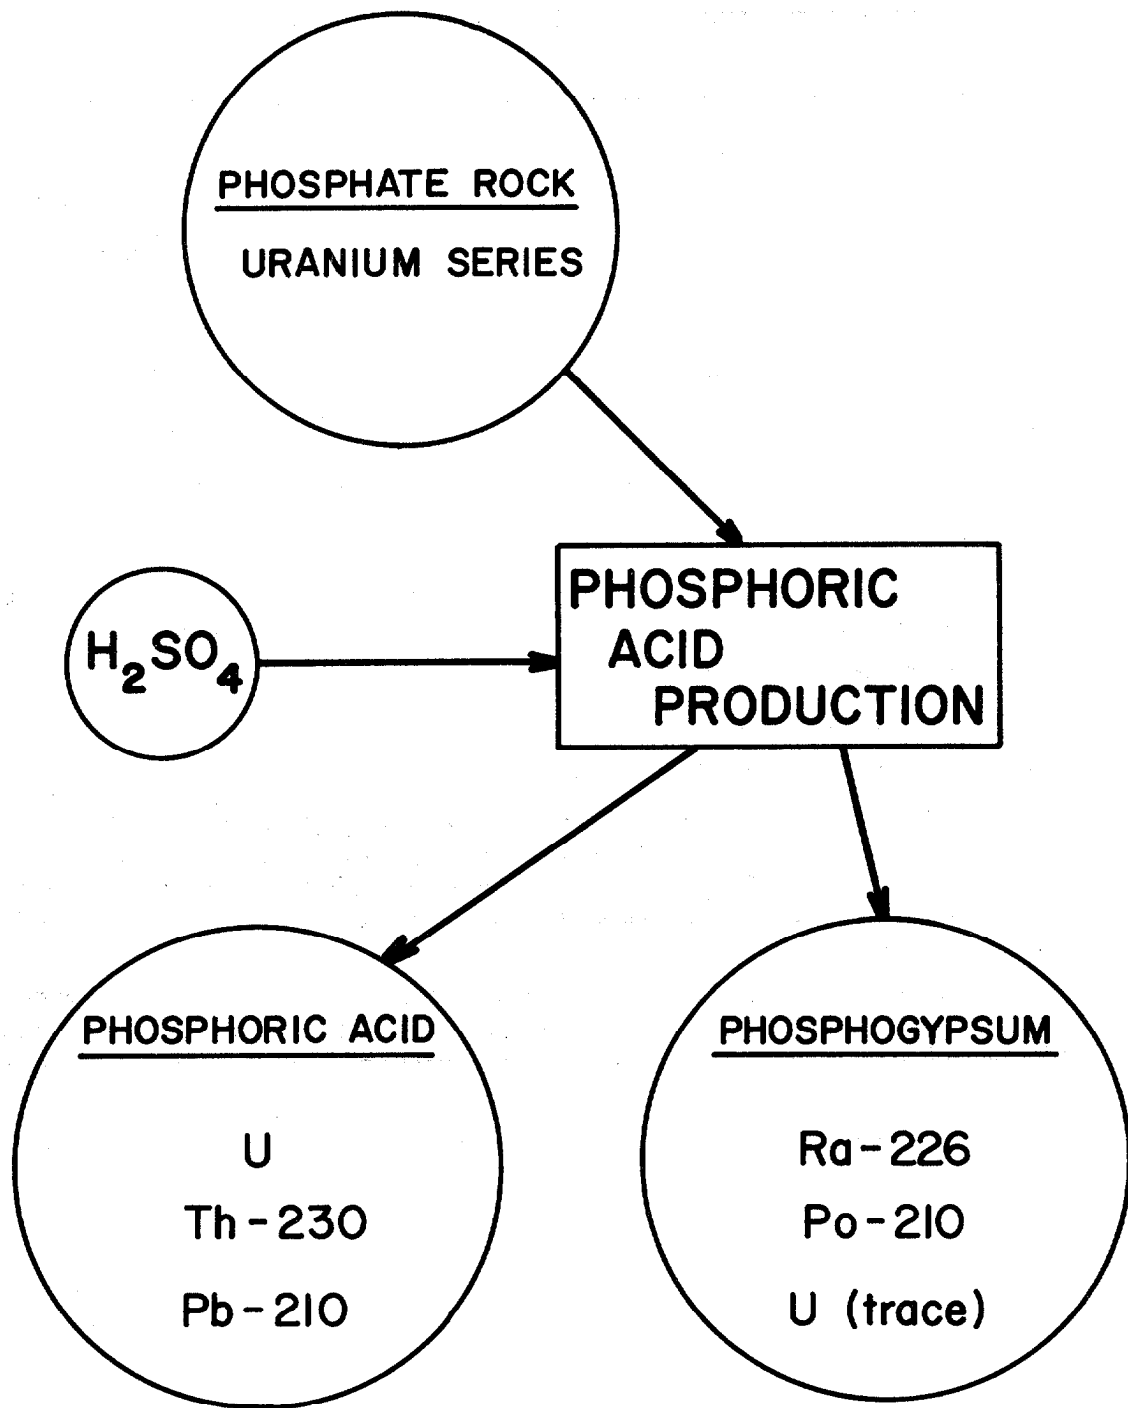 PHOSPHATE ROCK
URANIUM SERIES
H₂SO₄
PHOSPHORIC
ACID
PRODUCTION
PHOSPHORIC ACID
U
Th-230
Pb-210
PHOSPHOGYPSUM
Ra-226
Po-210
U (trace)